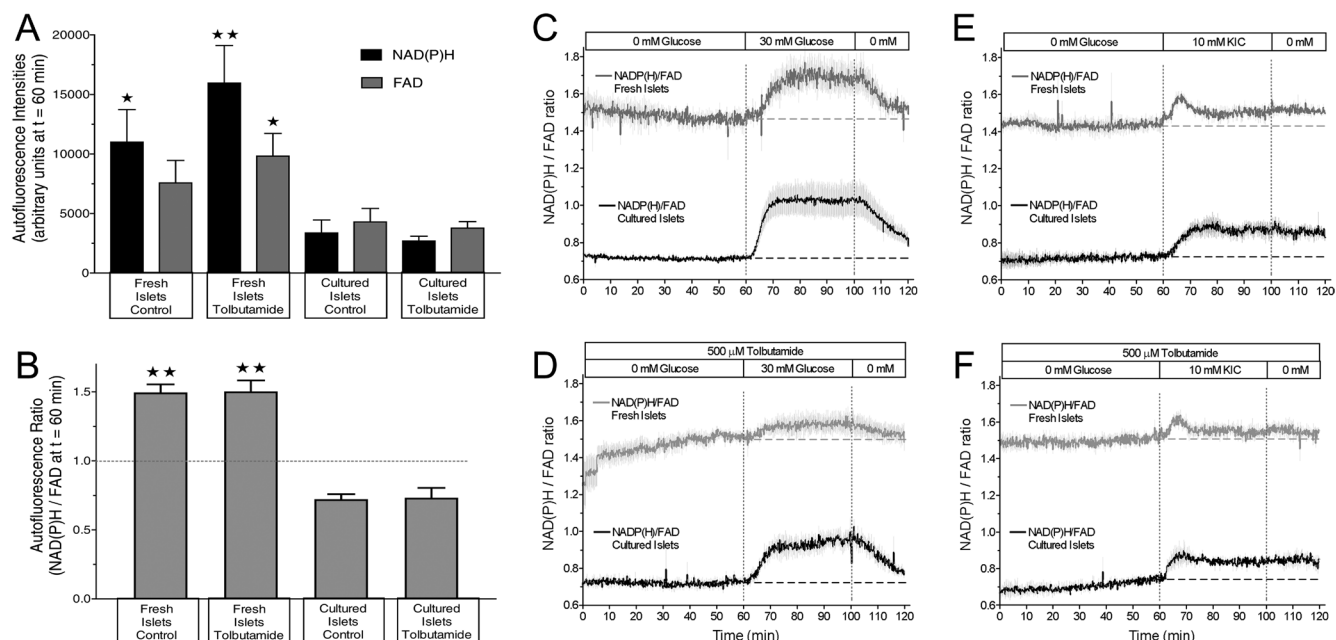 A
Autofluorescence Intensities
(arbitrary units at t = 60 min)
20000
15000
10000
5000
0
★
★★
★
NAD(P)H
FAD
Fresh
Islets
Control
Fresh
Islets
Tolbutamide
Cultured
Islets
Control
Cultured
Islets
Tolbutamide
B
Autofluorescence Ratio
(NAD(P)H / FAD at t = 60 min)
1.5
1.0
0.5
0.0
★★
★★
Fresh
Islets
Control
Fresh
Islets
Tolbutamide
Cultured
Islets
Control
Cultured
Islets
Tolbutamide
C
0 mM Glucose
30 mM Glucose
0 mM
NAD(P)H / FAD ratio
1.8
1.6
1.4
1.2
1.0
0.8
0.6
NADP(H)/FAD
Fresh Islets
NADP(H)/FAD
Cultured Islets
0 10 20 30 40 50 60 70 80 90 100 110 120
D
500 μM Tolbutamide
0 mM Glucose
30 mM Glucose
0 mM
NAD(P)H / FAD ratio
1.8
1.6
1.4
1.2
1.0
0.8
0.6
NAD(P)H/FAD
Fresh Islets
NADP(H)/FAD
Cultured Islets
0 10 20 30 40 50 60 70 80 90 100 110 120
Time (min)
E
0 mM Glucose
10 mM KIC
0 mM
NAD(P)H / FAD ratio
1.8
1.6
1.4
1.2
1.0
0.8
0.6
NADP(H)/FAD
Fresh Islets
NADP(H)/FAD
Cultured Islets
0 10 20 30 40 50 60 70 80 90 100 110 120
F
500 μM Tolbutamide
0 mM Glucose
10 mM KIC
0 mM
NAD(P)H / FAD ratio
1.8
1.6
1.4
1.2
1.0
0.8
0.6
NAD(P)H/FAD
Fresh Islets
NAD(P)H/FAD
Cultured Islets
0 10 20 30 40 50 60 70 80 90 100 110 120
Time (min)